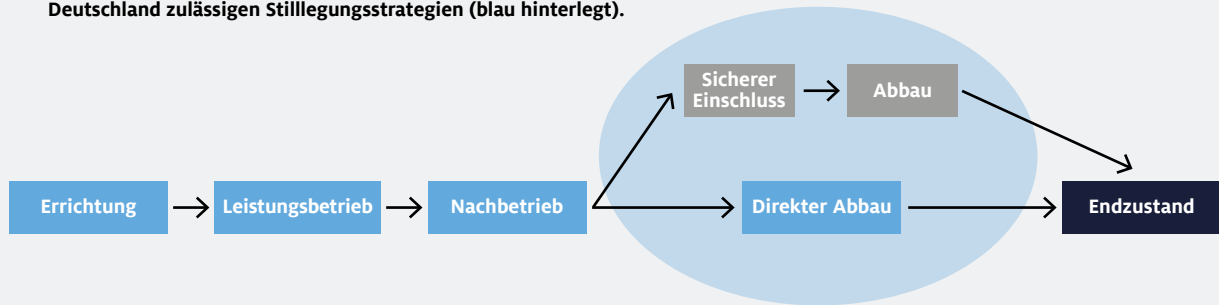 Deutschland zulässigen Stilllegungsstrategien (blau hinterlegt).
Sicherer
Einschluss
Abbau
Errichtung
Leistungsbetrieb
Nachbetrieb
Direkter Abbau
Endzustand